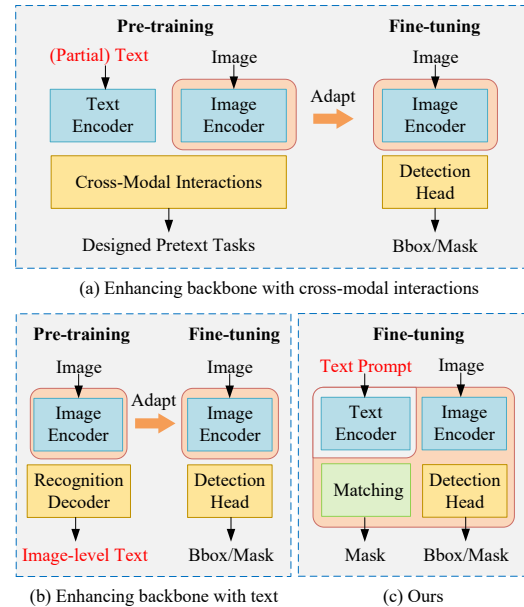 Pre-training
Fine-tuning
(Partial) Text
Image
Image
Text
Encoder
Image
Encoder
Adapt
Image
Encoder
Cross-Modal Interactions
Detection
Head
Designed Pretext Tasks
Bbox/Mask
(a) Enhancing backbone with cross-modal interactions
Pre-training
Fine-tuning
Image
Image
Image
Encoder
Adapt
Image
Encoder
Recognition
Decoder
Detection
Head
Image-level Text
Bbox/Mask
(b) Enhancing backbone with text
Fine-tuning
Text Prompt
Image
Text
Encoder
Image
Encoder
Matching
Detection
Head
Mask
Bbox/Mask
(c) Ours